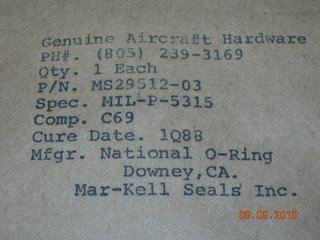 Genuine Aircraft Hardware
PH#. (805) 239-3169
Qty. 1 Each
P/N. MS29512-03
Spec. MIL-P-5315
Comp. C69
Cure Date. 1Q88
Mfgr. National O-Ring
Downey,CA.
Mar-Kell Seals Inc.
09.09.2010